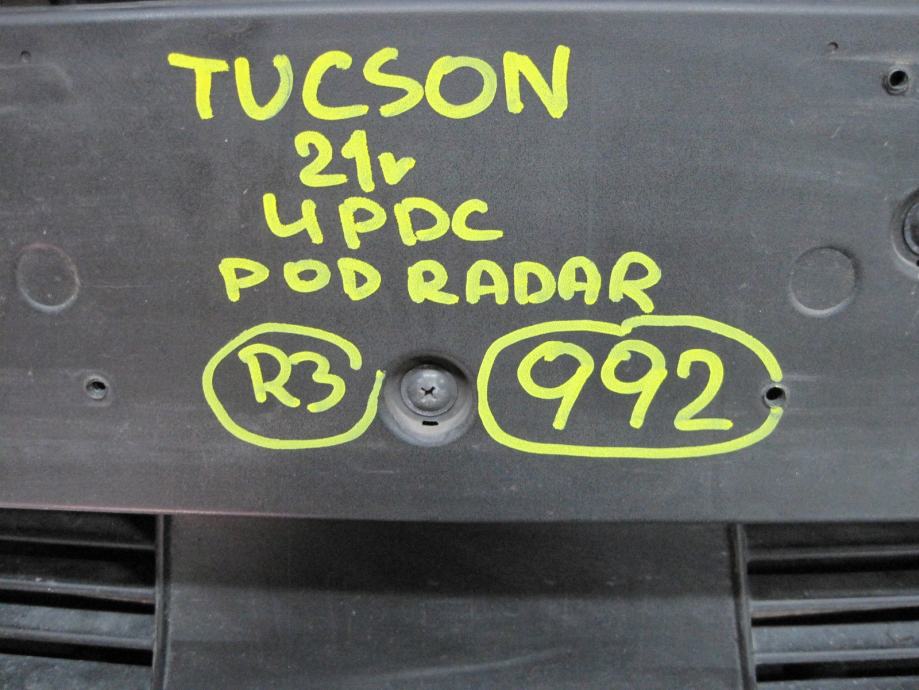 TUCSON
21r
4PDC
POD RADAR
R3 992